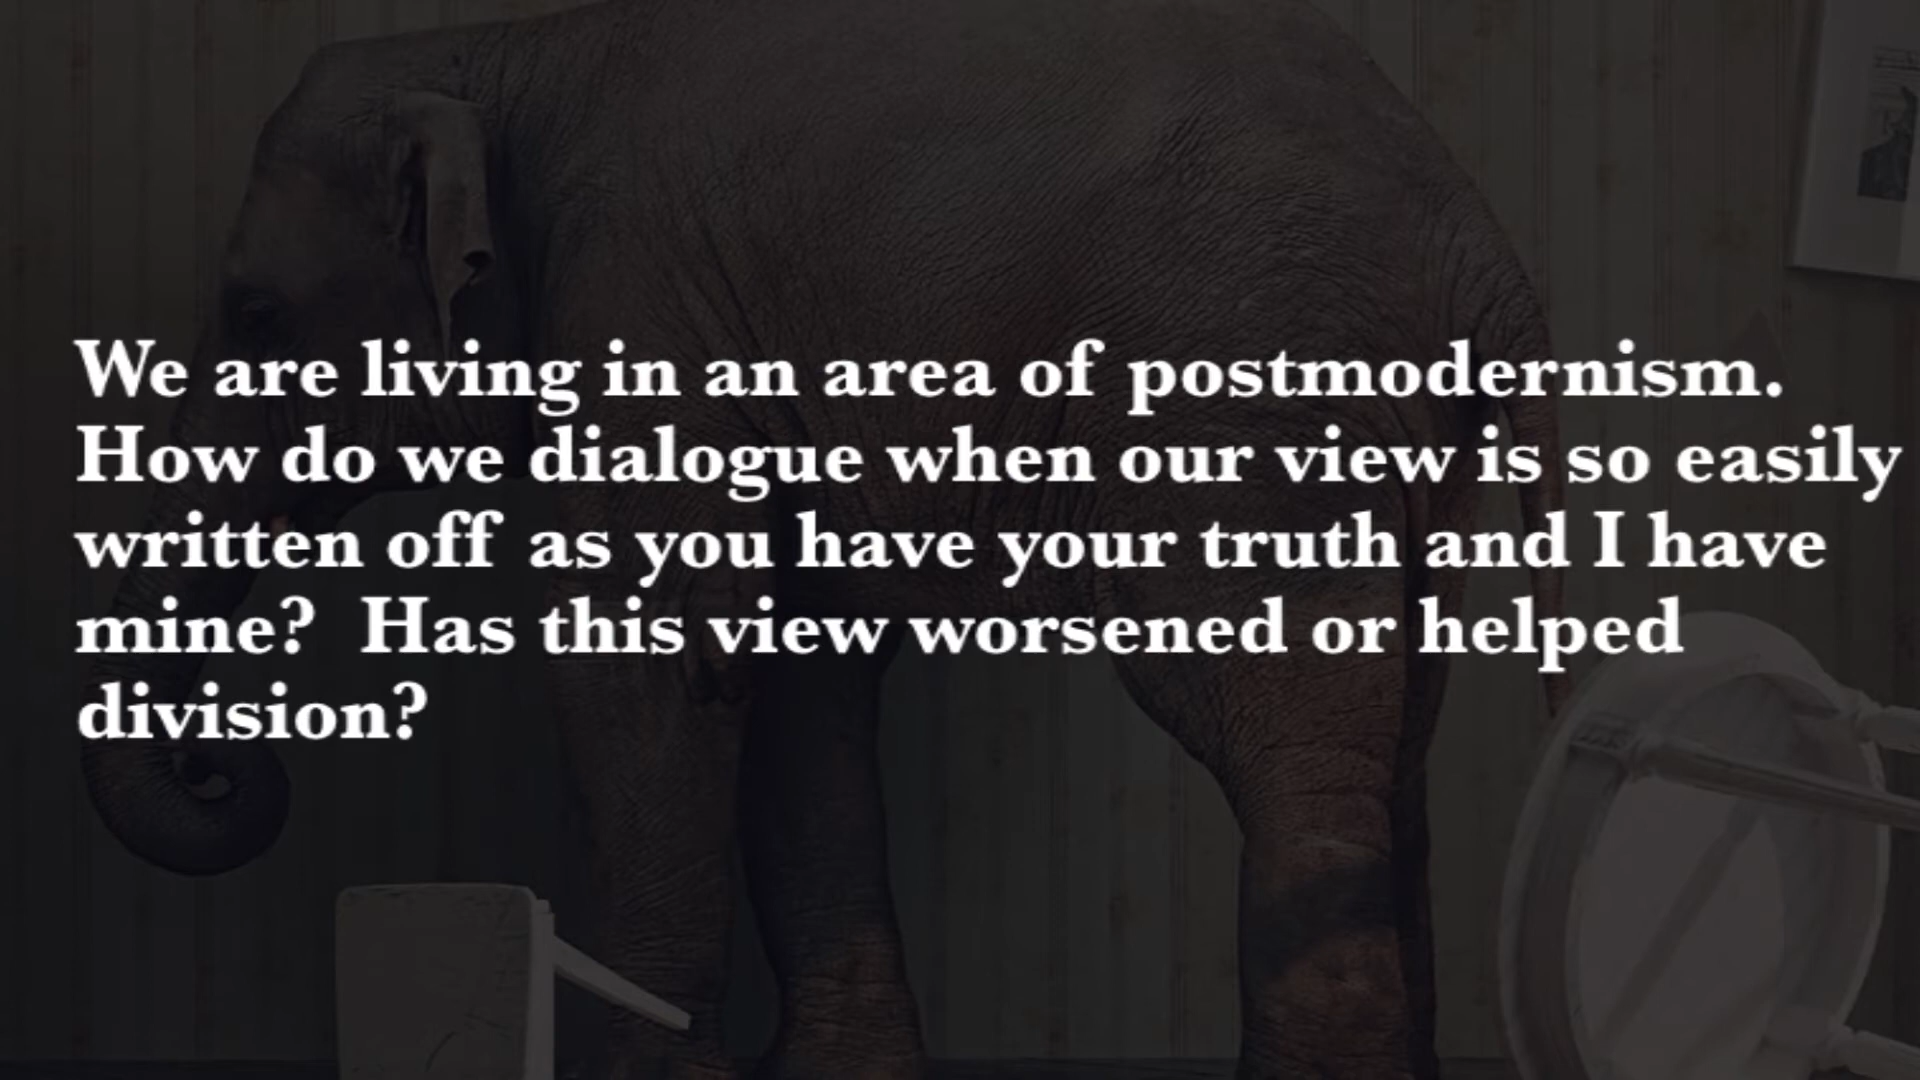 We are living in an area of postmodernism.
How do we dialogue when our view is so easily
written off as you have your truth and I have
mine?  Has this view worsened or helped
division?